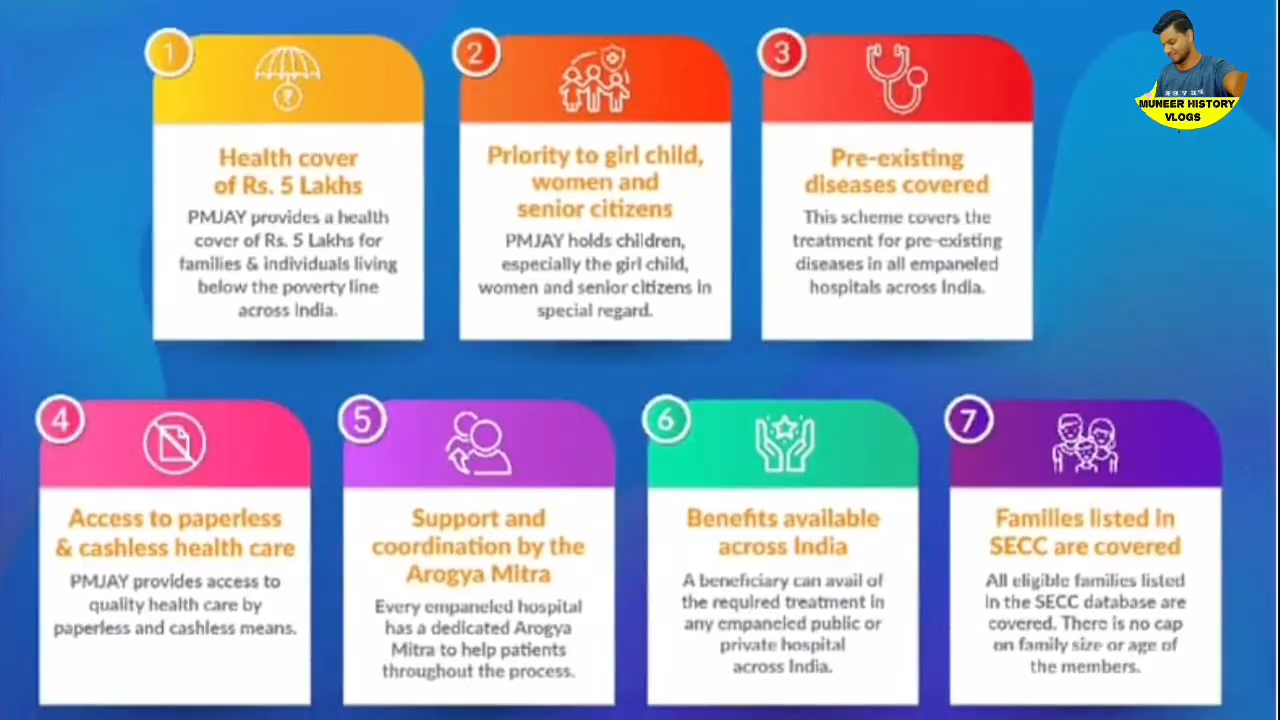 MUNEER HISTORY
VLOGS
1
Health cover
of Rs. 5 Lakhs
PMJAY provides a health
cover of Rs. 5 Lakhs for
families & individuals living
below the poverty line
across India.
2
Priority to girl child,
women and
senior citizens
PMJAY holds children,
especially the girl child,
women and senior citizens in
special regard.
3
Pre-existing
diseases covered
This scheme covers the
treatment for pre-existing
diseases in all empaneled
hospitals across India.
4
Access to paperless
& cashless health care
PMJAY provides access to
quality health care by
paperless and cashless means.
5
Support and
coordination by the
Arogya Mitra
Every empaneled hospital
has a dedicated Arogya
Mitra to help patients
throughout the process.
6
Benefits available
across India
A beneficiary can avail of
the required treatment in
any empaneled public or
private hospital
across India.
7
Families listed in
SECC are covered
All eligible families listed
in the SECC database are
covered. There is no cap
on family size or age of
the members.